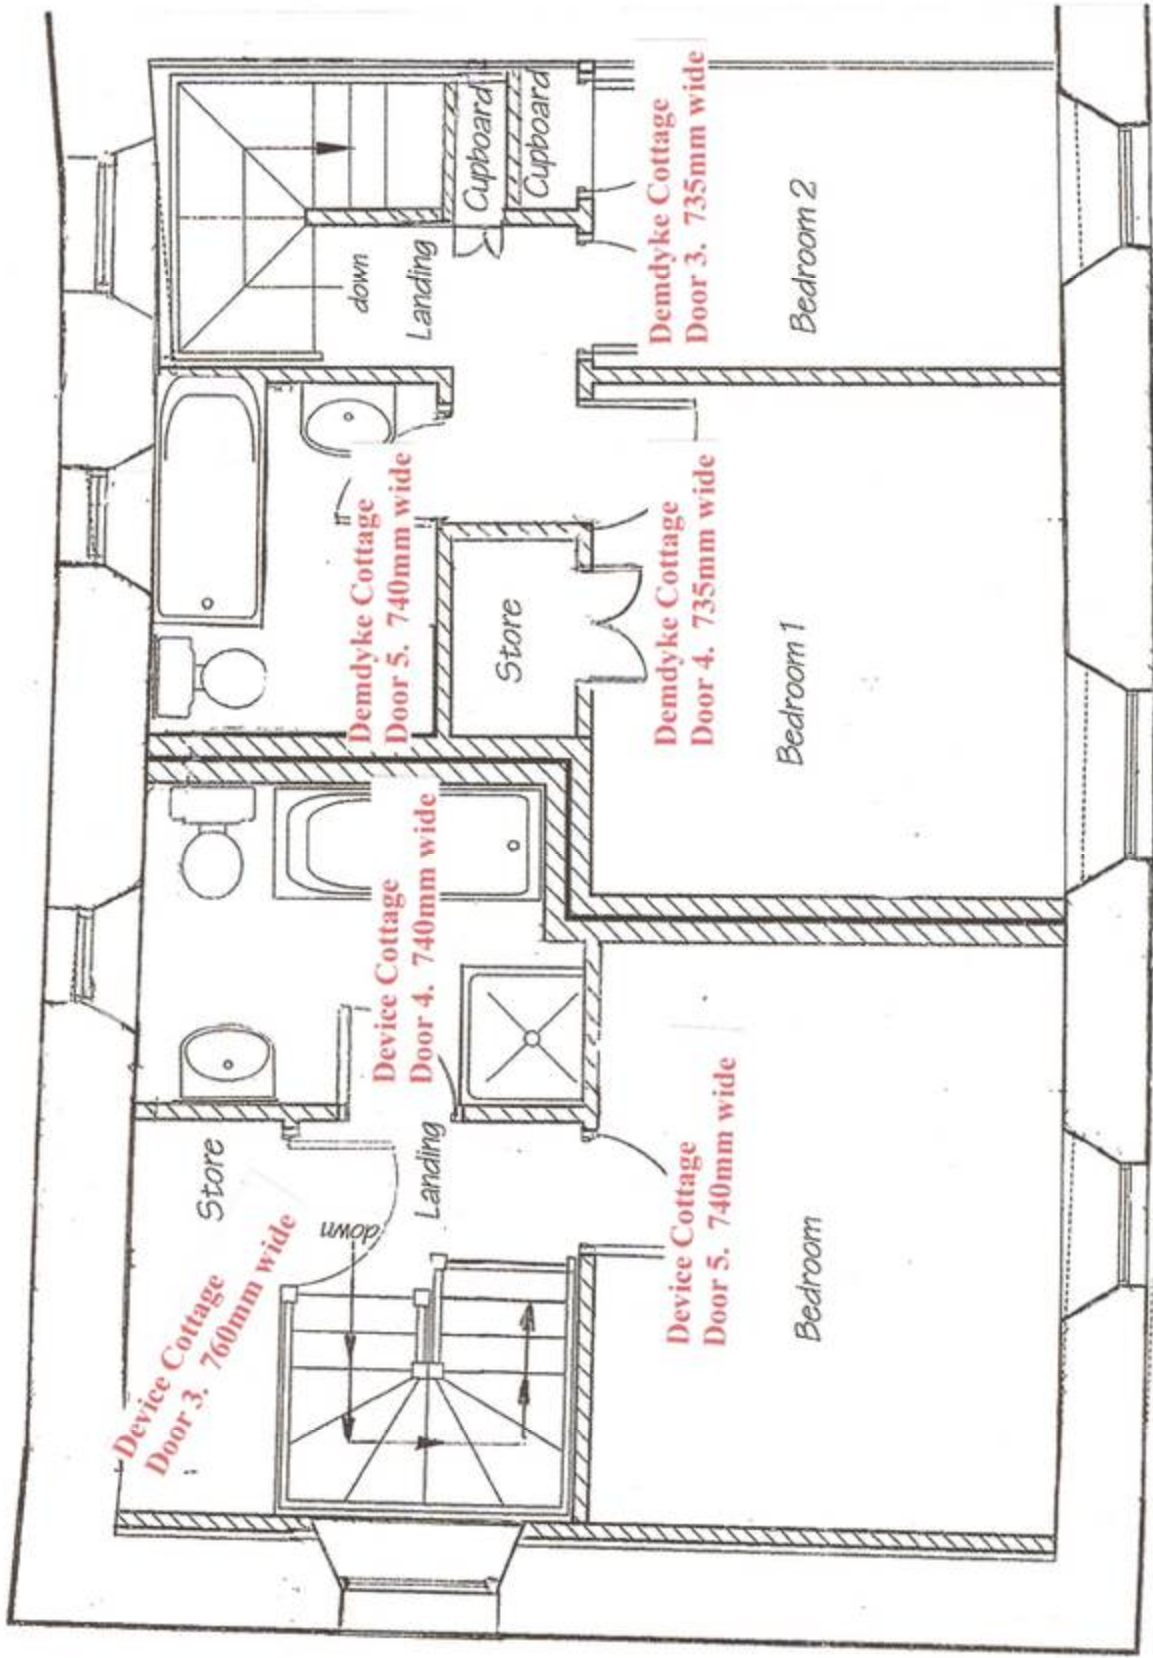 Device Cottage
Door 3. 760mm wide
Store
down
Landing
Device Cottage
Door 4. 740mm wide
Device Cottage
Door 5. 740mm wide
Bedroom
Demdyke Cottage
Door 5. 740mm wide
Store
Demdyke Cottage
Door 4. 735mm wide
Bedroom 1
down
Landing
Cupboard
Cupboard
Demdyke Cottage
Door 3. 735mm wide
Bedroom 2